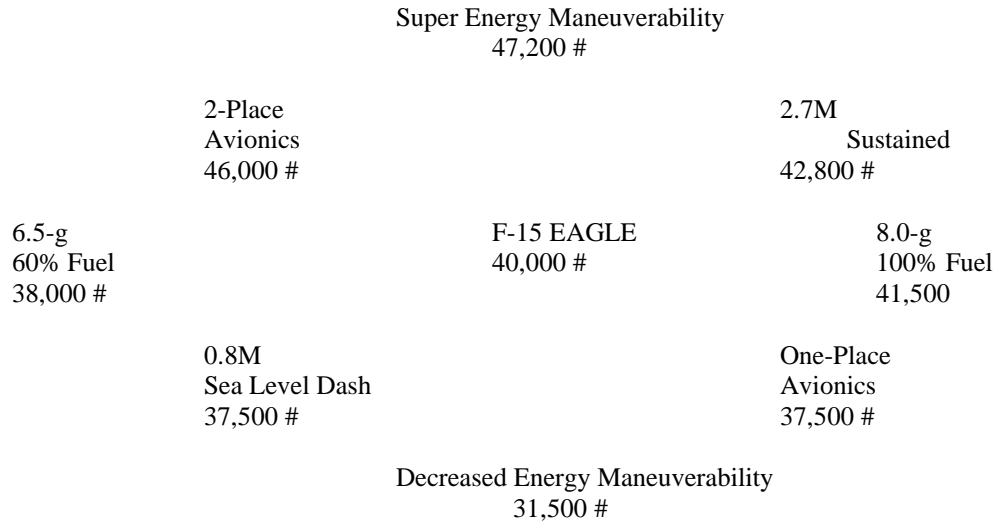 Super Energy Maneuverability
47,200 #
2-Place
Avionics
46,000 #
2.7M
Sustained
42,800 #
6.5-g
60% Fuel
38,000 #
F-15 EAGLE
40,000 #
8.0-g
100% Fuel
41,500
0.8M
Sea Level Dash
37,500 #
One-Place
Avionics
37,500 #
Decreased Energy Maneuverability
31,500 #